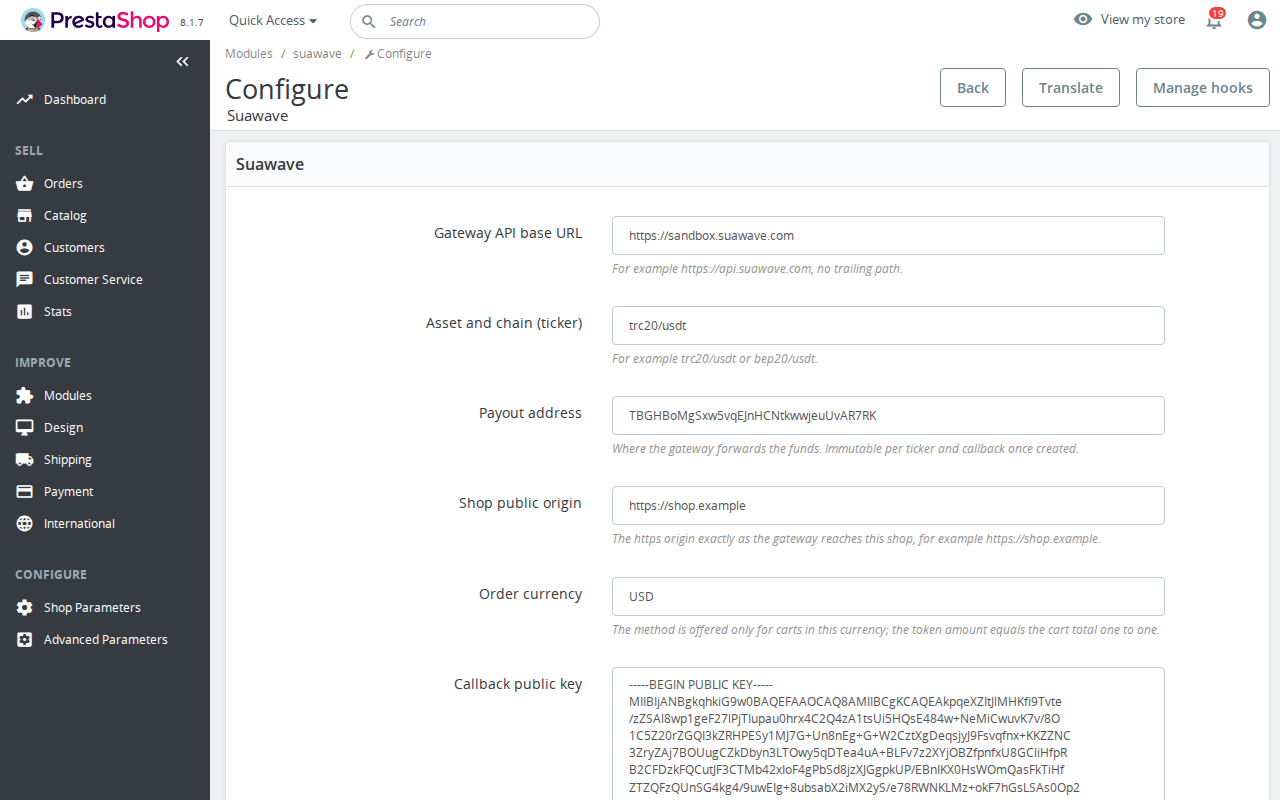 PrestaShop 8.1.7
Quick Access
Search
View my store
19
Modules / suawave / Configure
Configure
Suawave
Back
Translate
Manage hooks
Dashboard
SELL
Orders
Catalog
Customers
Customer Service
Stats
IMPROVE
Modules
Design
Shipping
Payment
International
CONFIGURE
Shop Parameters
Advanced Parameters
Suawave
Gateway API base URL
https://sandbox.suawave.com
For example https://api.suawave.com, no trailing path.
Asset and chain (ticker)
trc20/usdt
For example trc20/usdt or bep20/usdt.
Payout address
TBGHBoMgSxw5vqEJnHCNtkwwjeuUvAR7RK
Where the gateway forwards the funds. Immutable per ticker and callback once created.
Shop public origin
https://shop.example
The https origin exactly as the gateway reaches this shop, for example https://shop.example.
Order currency
USD
The method is offered only for carts in this currency; the token amount equals the cart total one to one.
Callback public key
-----BEGIN PUBLIC KEY-----